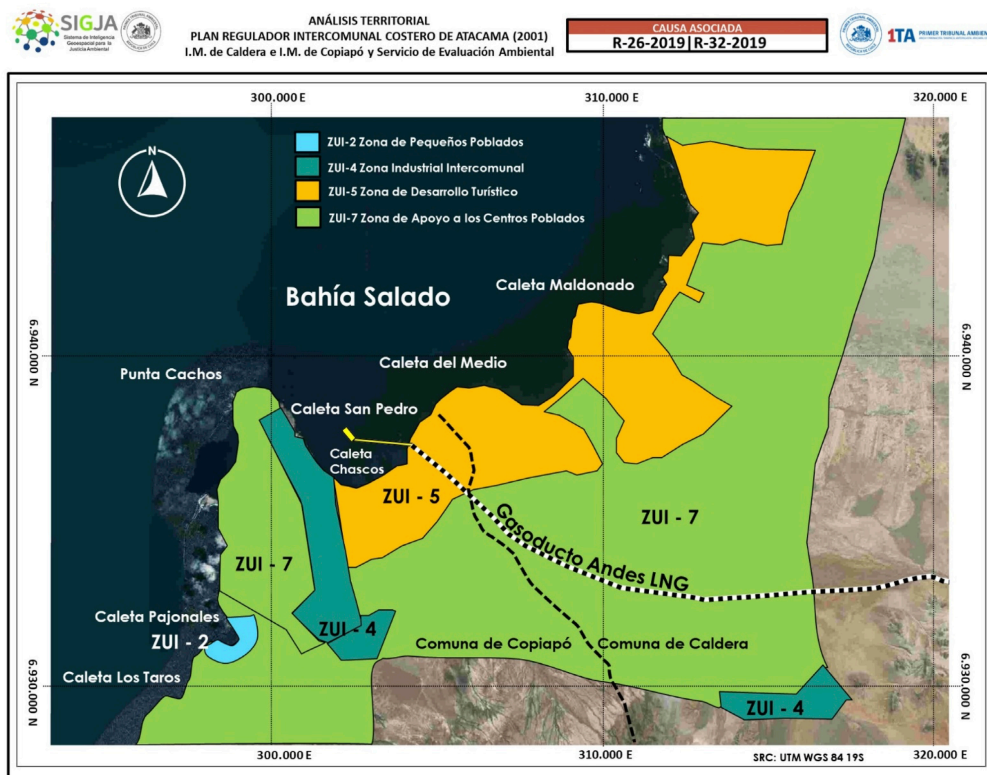 SIGJA
Sistema de Inteligencia
Geoespacial para la
Justicia Ambiental
ANÁLISIS TERRITORIAL
PLAN REGULADOR INTERCOMUNAL COSTERO DE ATACAMA (2001)
I.M. de Caldera e I.M. de Copiapó y Servicio de Evaluación Ambiental
CAUSA ASOCIADA
R-26-2019|R-32-2019
1TA
PRIMER TRIBUNAL AMBIEN
300.000 E
310.000 E
320.000 E
N
ZUI-2 Zona de Pequeños Poblados
ZUI-4 Zona Industrial Intercomunal
ZUI-5 Zona de Desarrollo Turístico
ZUI-7 Zona de Apoyo a los Centros Poblados
Bahía Salado
Caleta Maldonado
6.940.000 N
6.940.000 N
Caleta del Medio
Punta Cachos
Caleta San Pedro
Caleta
Chascos
ZUI - 5
ZUI - 7
Gasoducto Andes LNG
ZUI - 7
Caleta Pajonales
ZUI - 2
ZUI - 4
Comuna de Copiapó
Comuna de Caldera
Caleta Los Taros
6.930.000 N
6.930.000 N
ZUI - 4
300.000 E
310.000 E
320.000 E
SRC: UTM WGS 84 19S